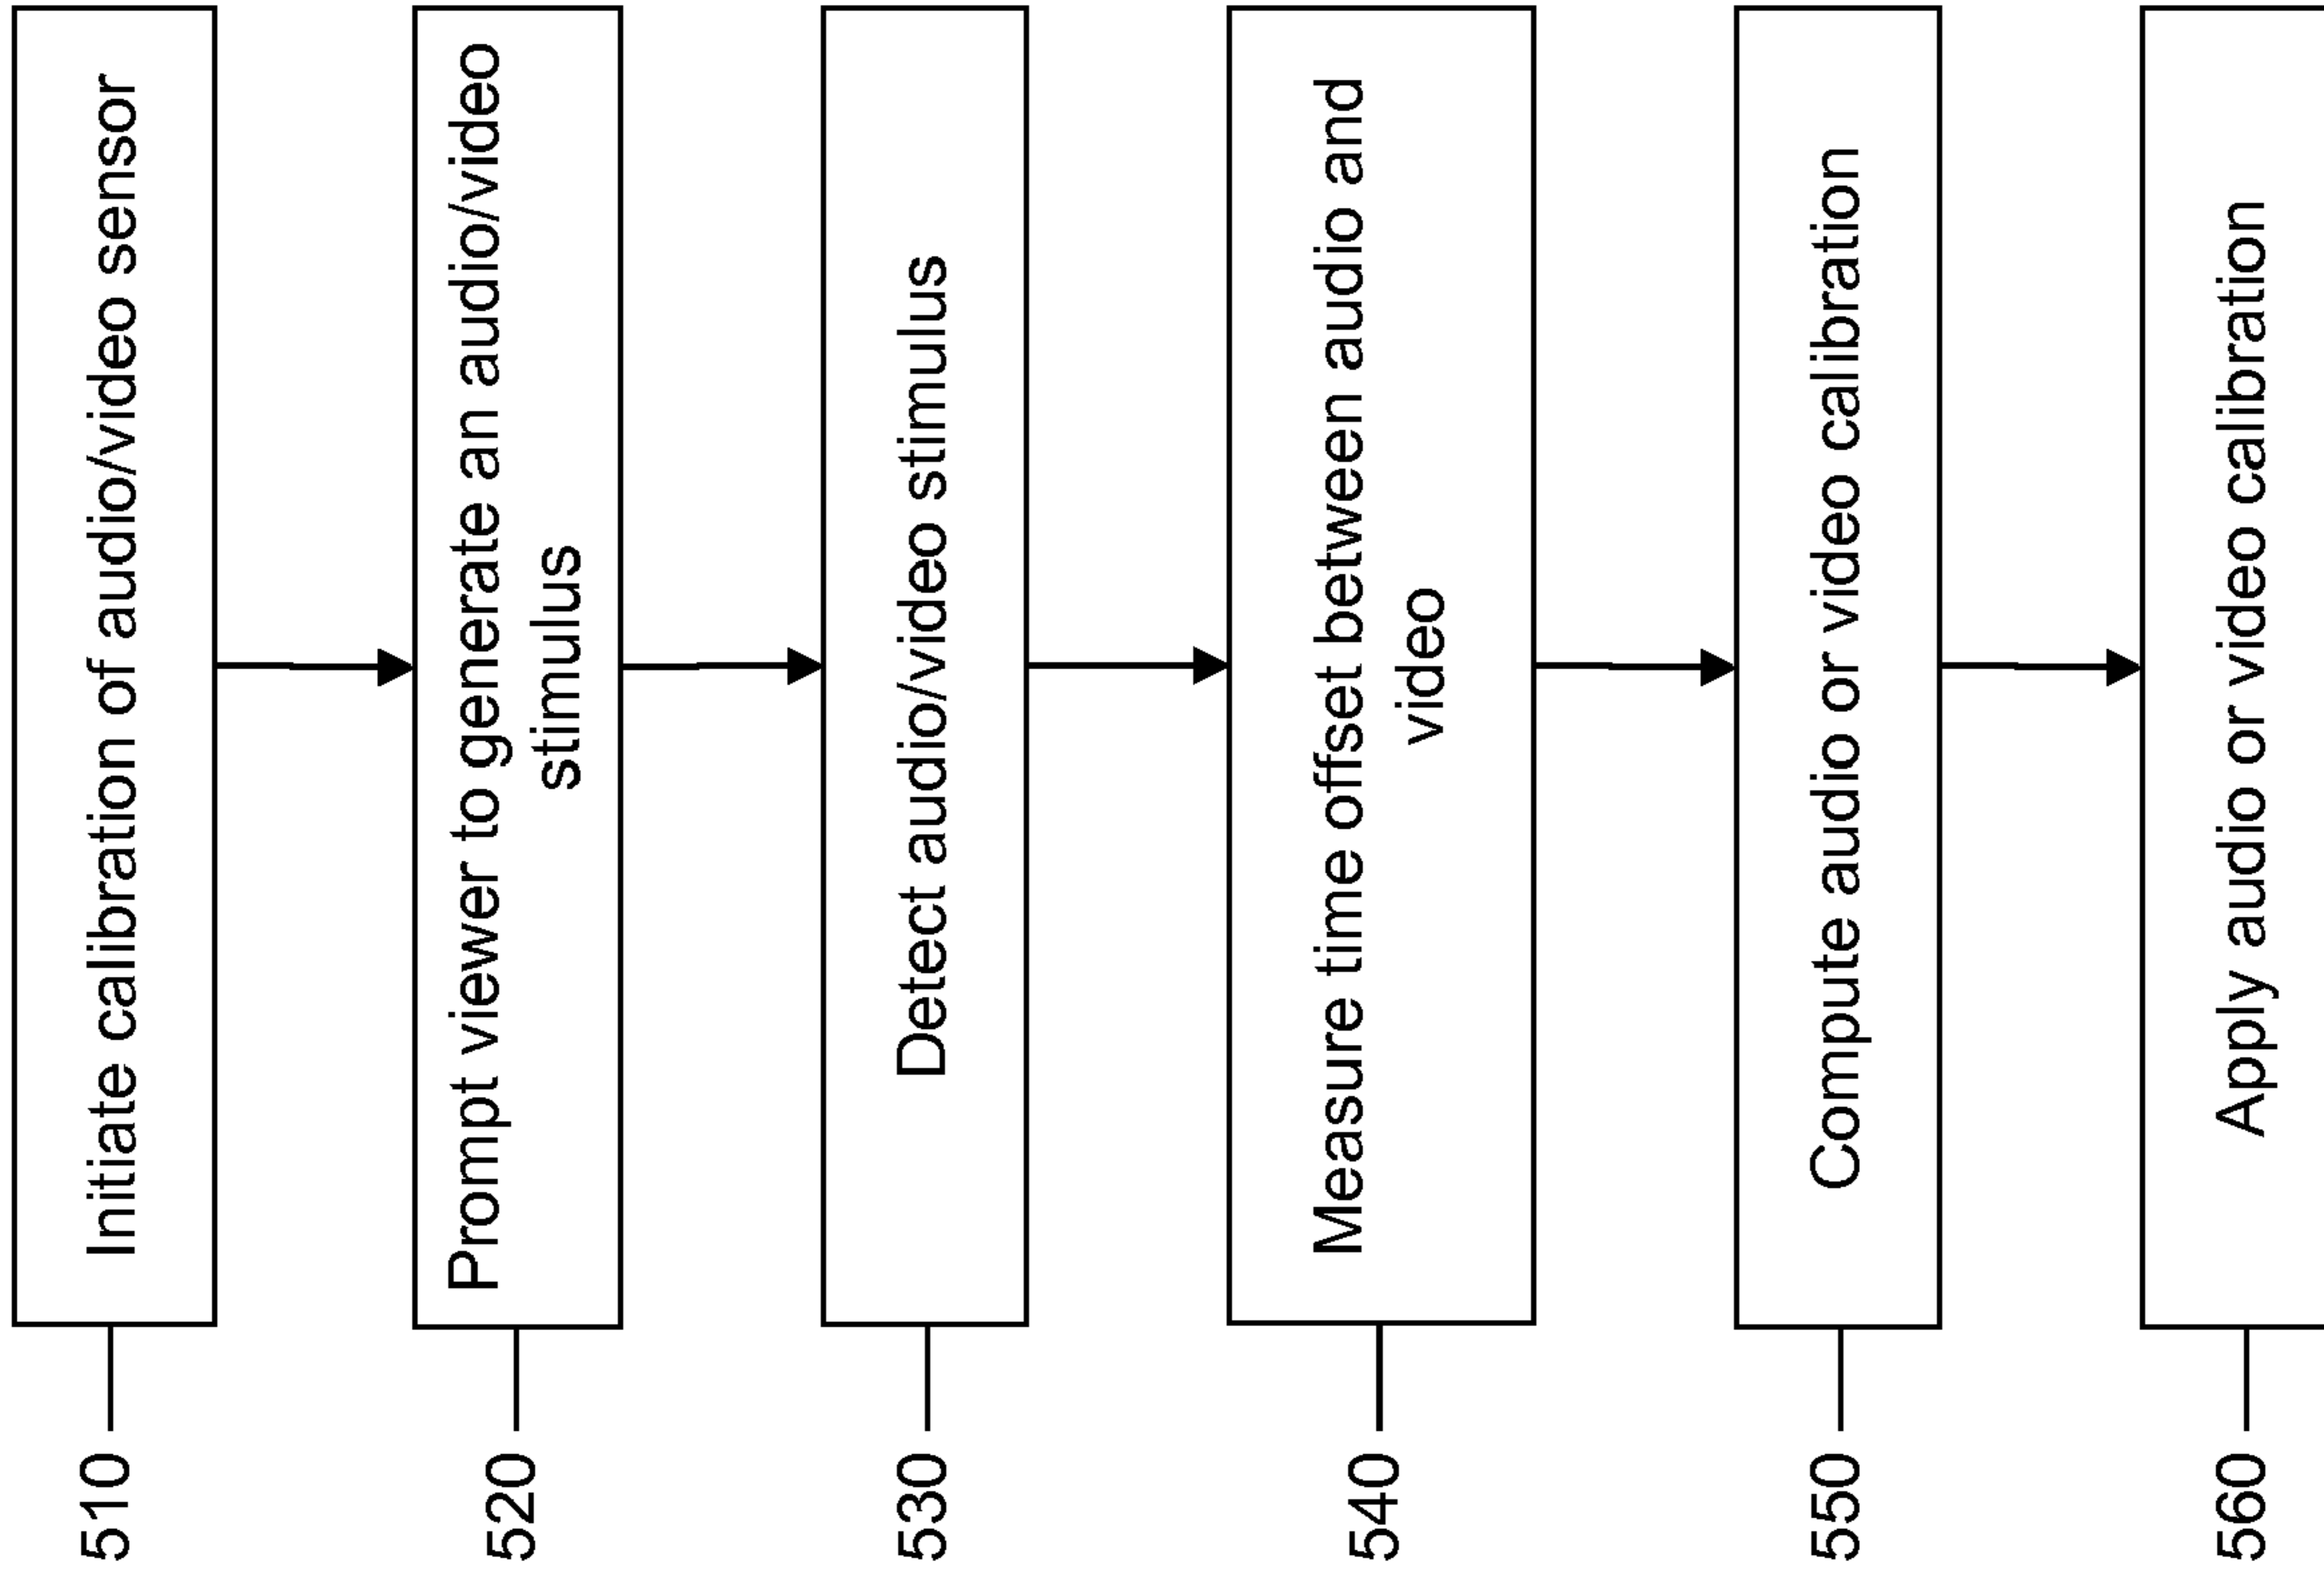 510
Initiate calibration of audio/video sensor
520
Prompt viewer to generate an audio/video
stimulus
530
Detect audio/video stimulus
540
Measure time offset between audio and
video
550
Compute audio or video calibration
560
Apply audio or video calibration